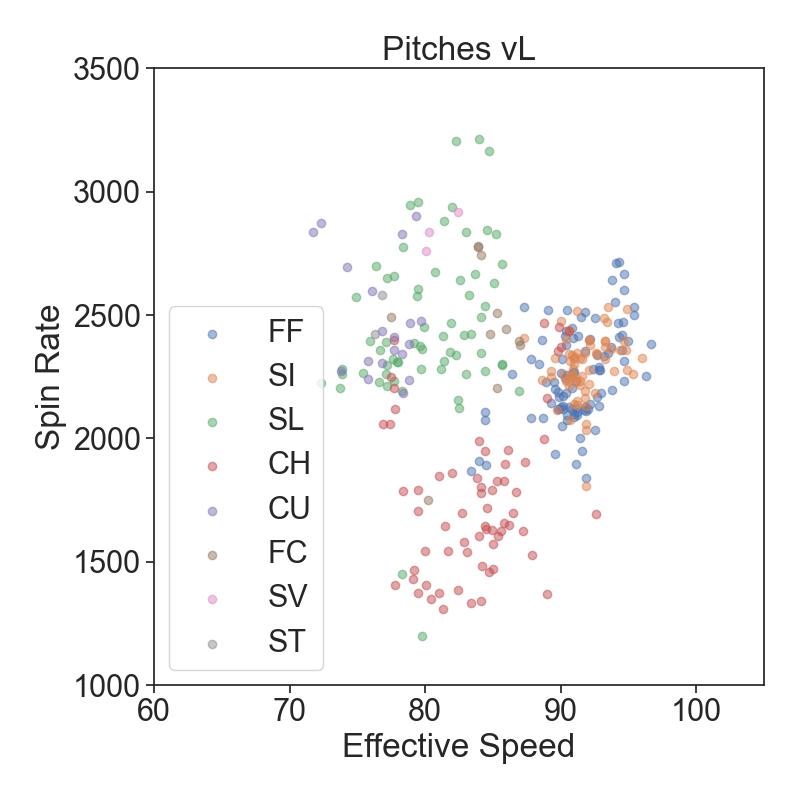 Pitches vL
3500
3000
2500
2000
1500
1000
Spin Rate
FF
SI
SL
CH
CU
FC
SV
ST
60
70
80
90
100
Effective Speed